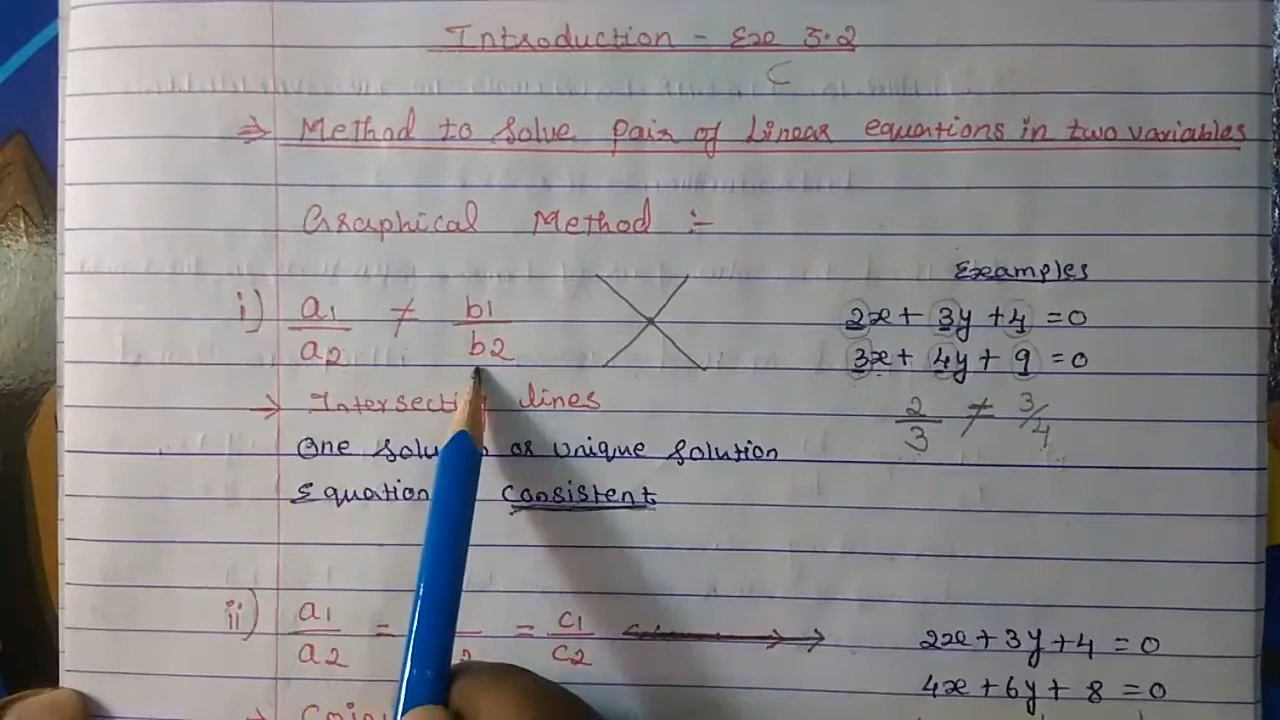 Introduction - Exe 3.2
⇒ Method to solve pair of Linear equations in two variables
Graphical Method :-
Examples
i) a1/a2 ≠ b1/b2
2x + 3y + 4 = 0
3x + 4y + 9 = 0
→ Intersecting lines
2/3 ≠ 3/4
One solution or unique solution
Equation consistent
ii) a1/a2 = = c1/c2
2x + 3y + 4 = 0
4x + 6y + 8 = 0